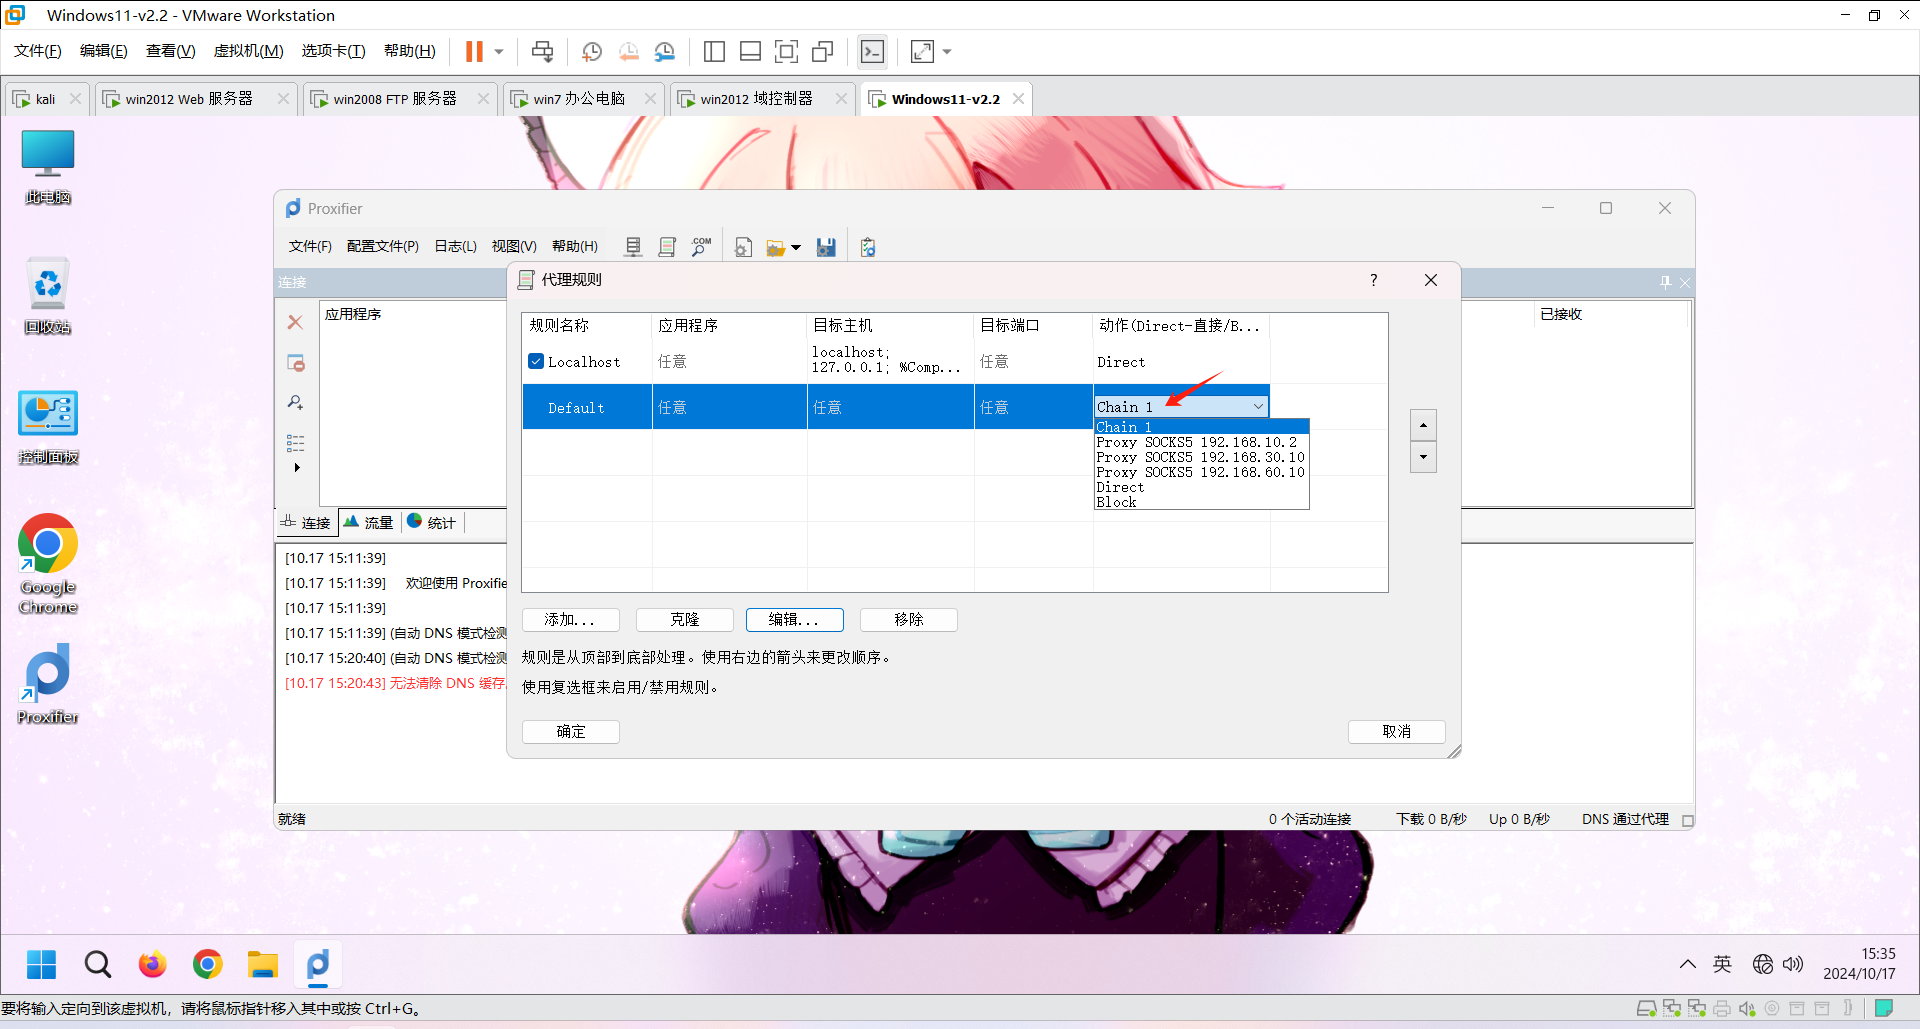 Windows11-v2.2 - VMware Workstation
文件(F) 编辑(E) 查看(V) 虚拟机(M) 选项卡(T) 帮助(H)
kali win2012 Web 服务器 win2008 FTP 服务器 win7 办公电脑 win2012 域控制器 Windows11-v2.2
此电脑
回收站
控制面板
Google
Chrome
Proxifier
Proxifier
文件(F) 配置文件(P) 日志(L) 视图(V) 帮助(H) .COM
连接
应用程序
已接收
代理规则 ?
规则名称 应用程序 目标主机 目标端口 动作(Direct-直接/B...
Localhost 任意 localhost; 任意 Direct
127.0.0.1; %Comp...
Default 任意 任意 任意 Chain 1
Chain 1
Proxy SOCKS5 192.168.10.2
Proxy SOCKS5 192.168.30.10
Proxy SOCKS5 192.168.60.10
Direct
Block
添加... 克隆 编辑... 移除
规则是从顶部到底部处理。使用右边的箭头来更改顺序。
使用复选框来启用/禁用规则。
确定 取消
连接 流量 统计
[10.17 15:11:39]
[10.17 15:11:39] 欢迎使用 Proxifie
[10.17 15:11:39]
[10.17 15:11:39] (自动 DNS 模式检测
[10.17 15:20:40] (自动 DNS 模式检测
[10.17 15:20:43] 无法清除 DNS 缓存
就绪 0 个活动连接 下载 0 B/秒 Up 0 B/秒 DNS 通过代理
英 15:35
2024/10/17
要将输入定向到该虚拟机，请将鼠标指针移入其中或按 Ctrl+G。